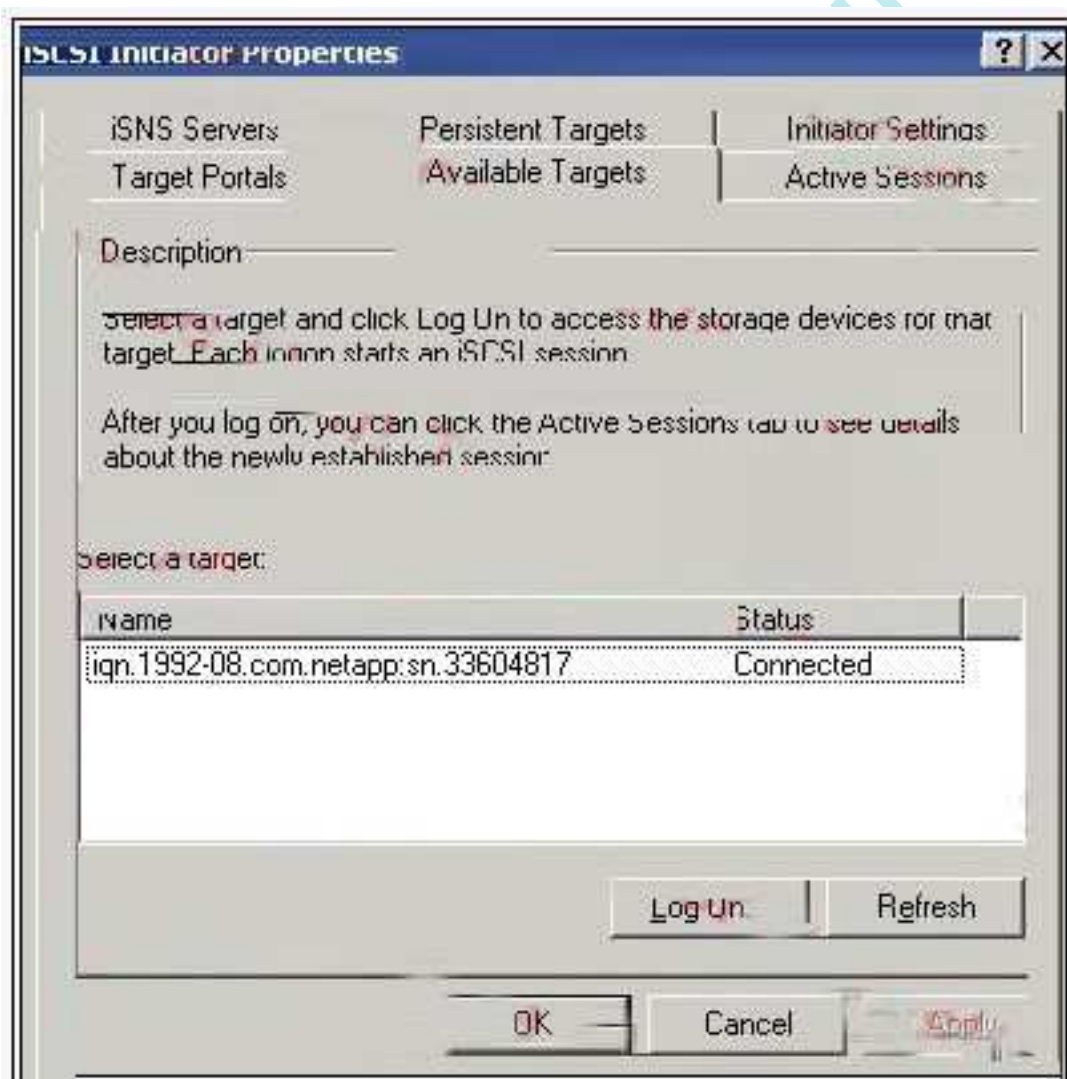 iSCSI Initiator Properties
iSNS Servers Persistent Targets Initiator Settings
Target Portals Available Targets Active Sessions
Description
Select a target and click Log On to access the storage devices for that
target. Each logon starts an iSCSI session.
After you log on, you can click the Active Sessions tab to see details
about the newly established session.
Select a target:
Name Status
iqn.1992-08.com.netapp:sn.33604817 Connected
Log On... Refresh
OK Cancel Apply